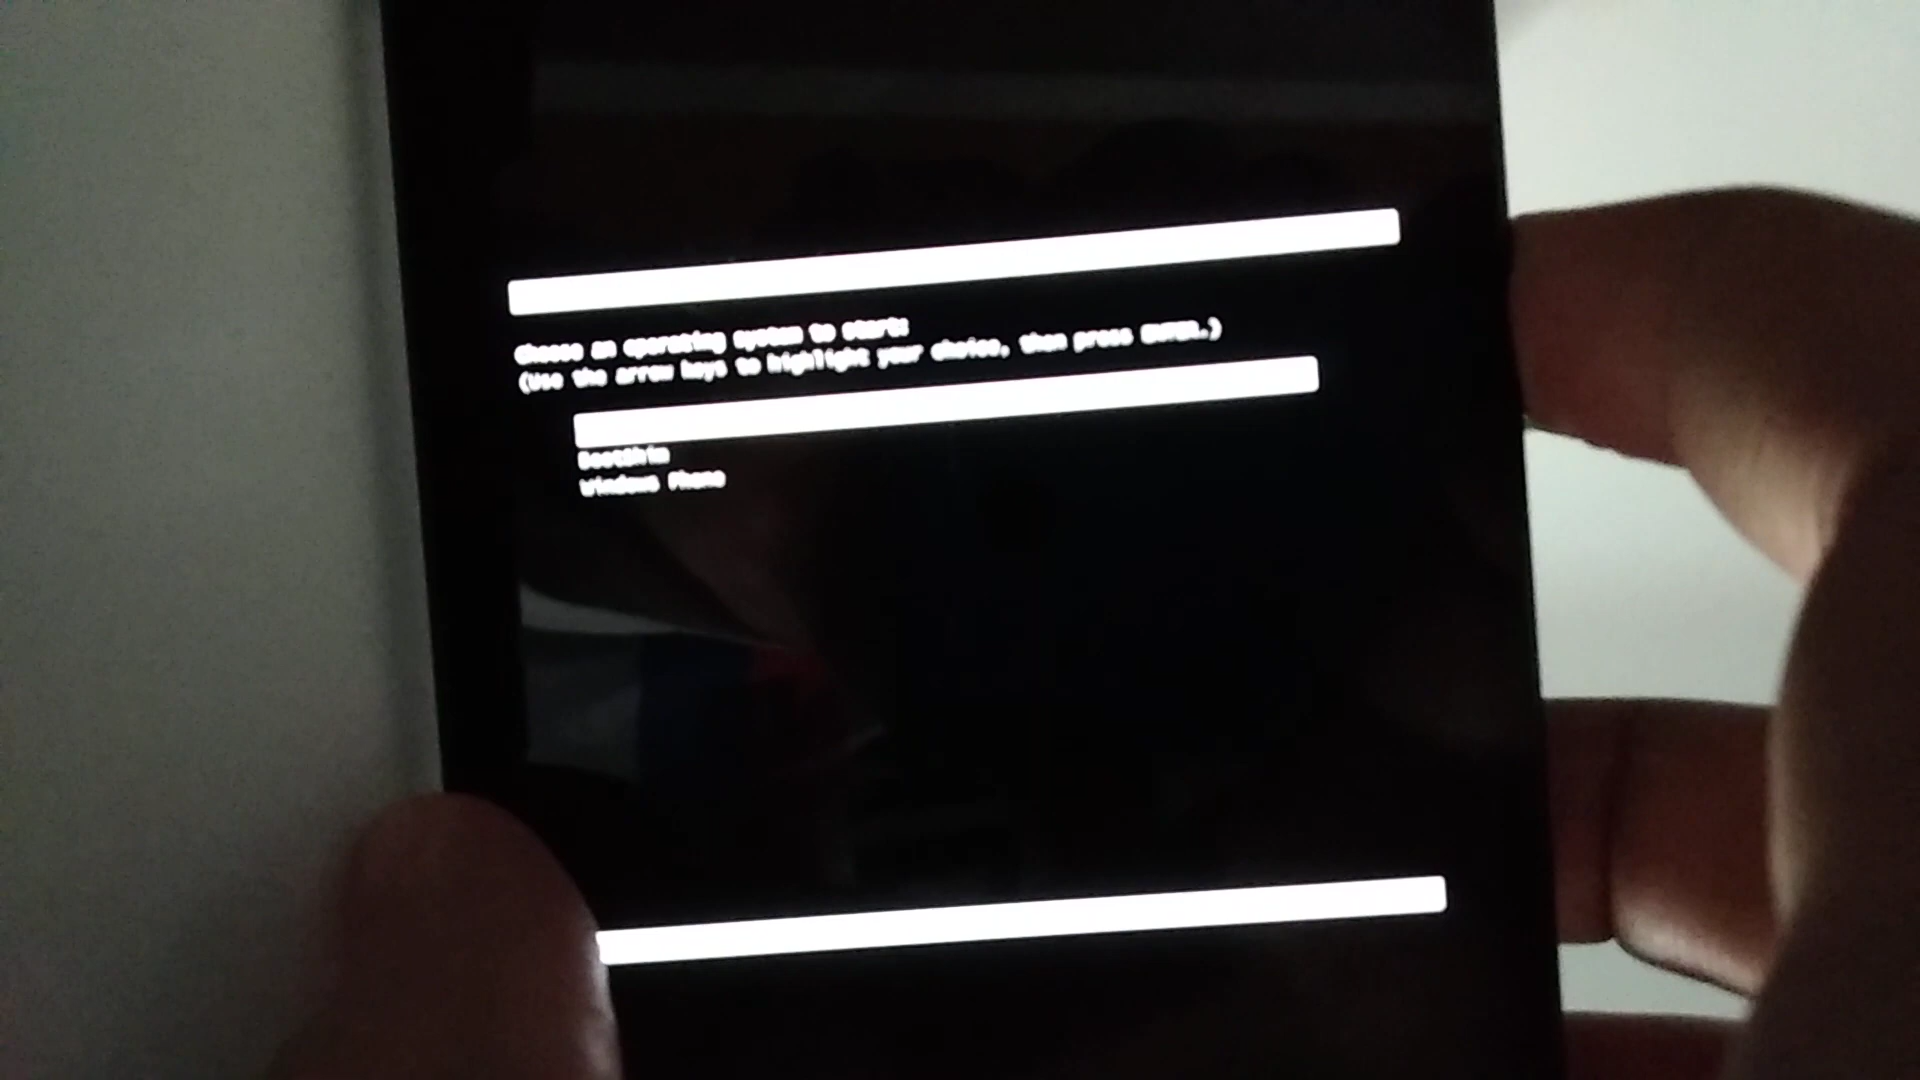 Choose an operating system to start:
(Use the arrow keys to highlight your choice, then press ENTER.)
BootShim
Windows Phone